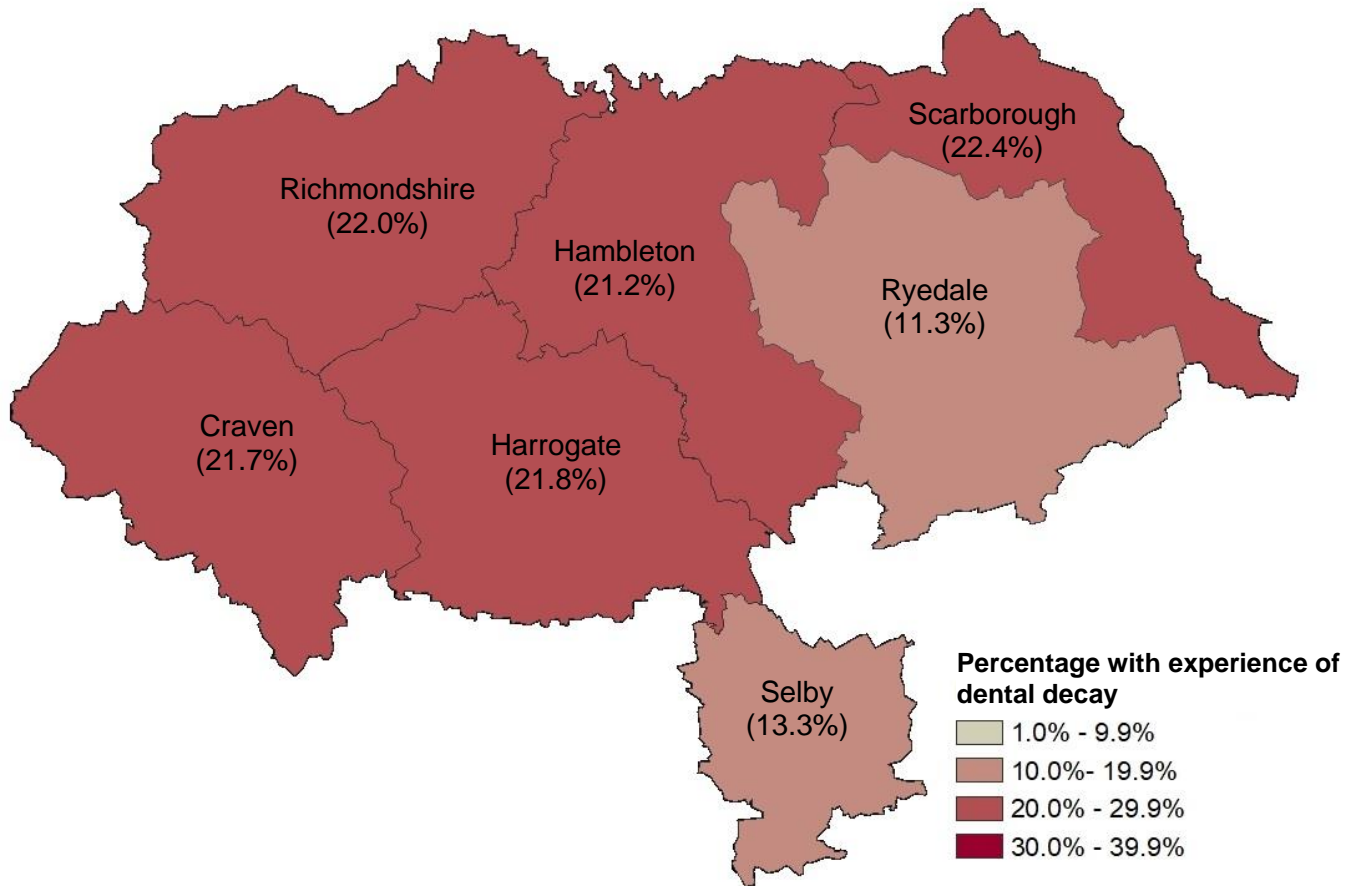 Scarborough
(22.4%)
Richmondshire
(22.0%)
Hambleton
(21.2%)
Ryedale
(11.3%)
Craven
(21.7%)
Harrogate
(21.8%)
Selby
(13.3%)
Percentage with experience of
dental decay
1.0% - 9.9%
10.0%- 19.9%
20.0% - 29.9%
30.0% - 39.9%